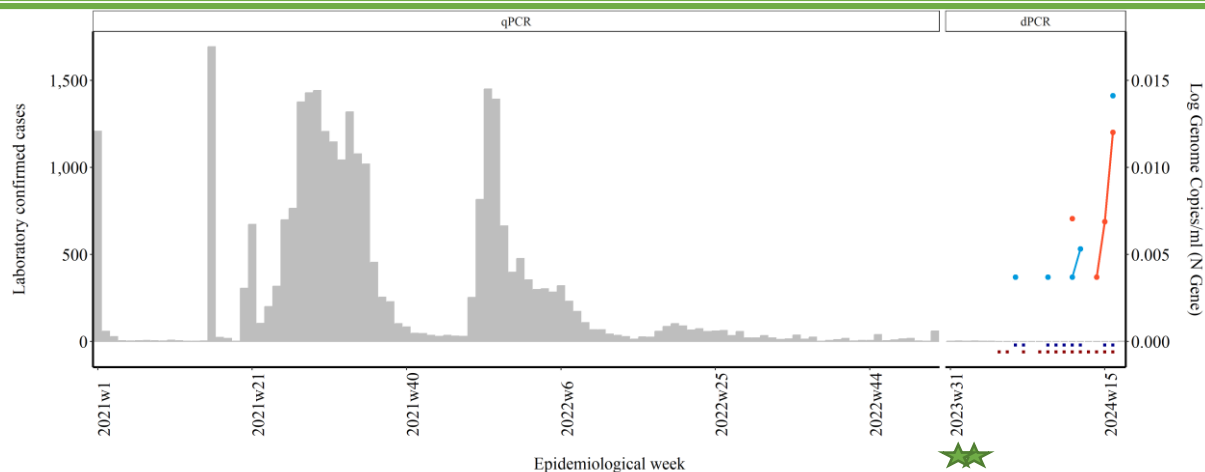 qPCR
dPCR
1,500
1,000
500
0
Laboratory confirmed cases
0.015
0.010
0.005
0.000
Log Genome Copies/ml (N Gene)
2021w1
2021w21
2021w40
2022w6
2022w25
2022w44
2023w31
2024w15
Epidemiological week